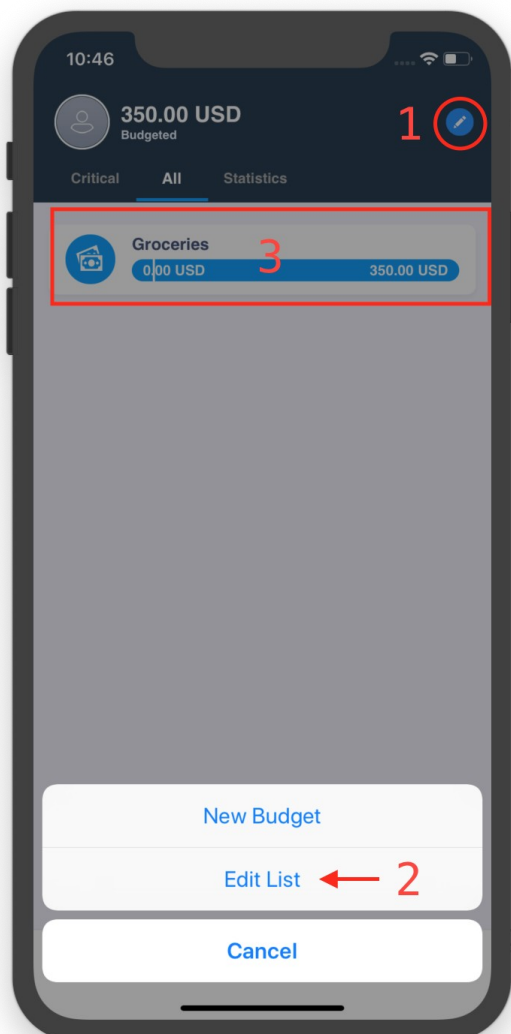 10:46
350.00 USD
Budgeted
1
Critical All Statistics
Groceries
3
0.00 USD 350.00 USD
New Budget
Edit List 2
Cancel